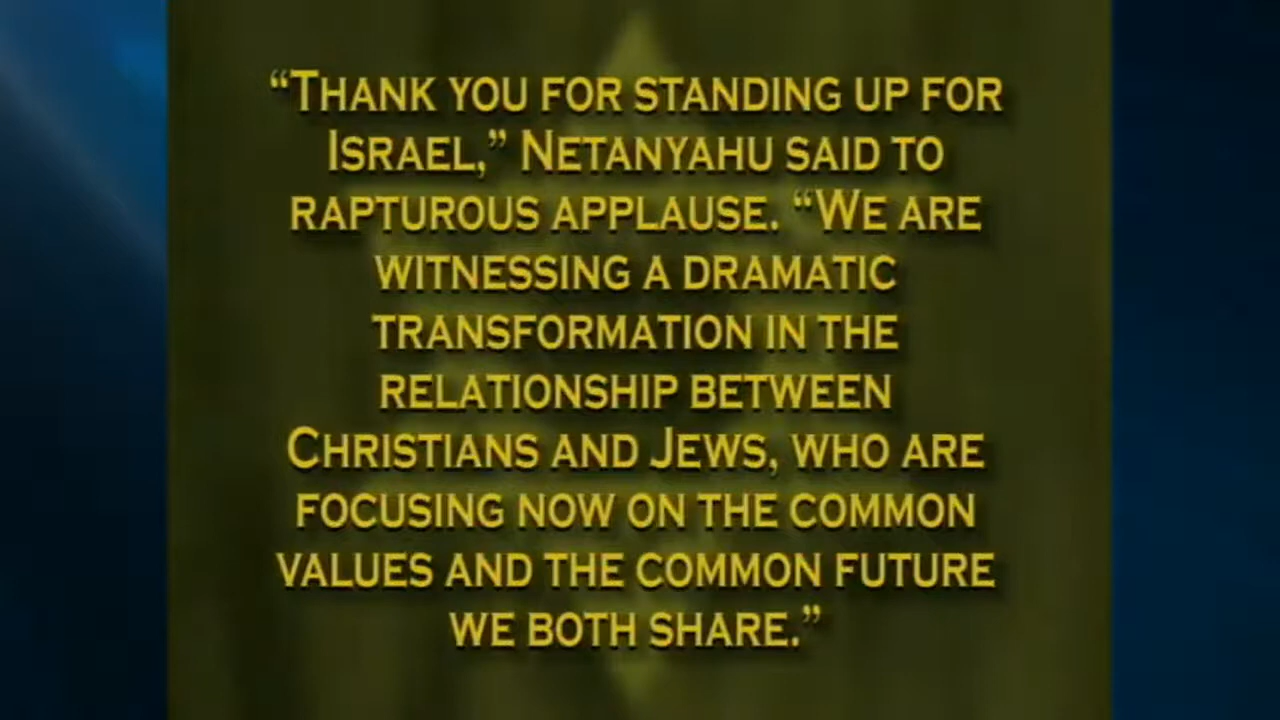 “THANK YOU FOR STANDING UP FOR
ISRAEL,” NETANYAHU SAID TO
RAPTUROUS APPLAUSE. “WE ARE
WITNESSING A DRAMATIC
TRANSFORMATION IN THE
RELATIONSHIP BETWEEN
CHRISTIANS AND JEWS, WHO ARE
FOCUSING NOW ON THE COMMON
VALUES AND THE COMMON FUTURE
WE BOTH SHARE.”